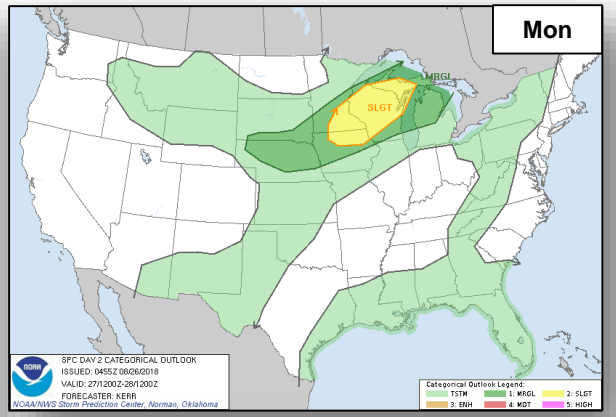 Mon
MRGL
SLGT
NOAA
SPC DAY 2 CATEGORICAL OUTLOOK
ISSUED: 0455Z 08/26/2018
VALID: 27/1200Z-28/1200Z
FORECASTER: KERR
NOAA/NWS Storm Prediction Center, Norman, Oklahoma
Categorical Outlook Legend:
TSTM 1: MRGL 2: SLGT
3: ENH 4: MDT 5: HIGH